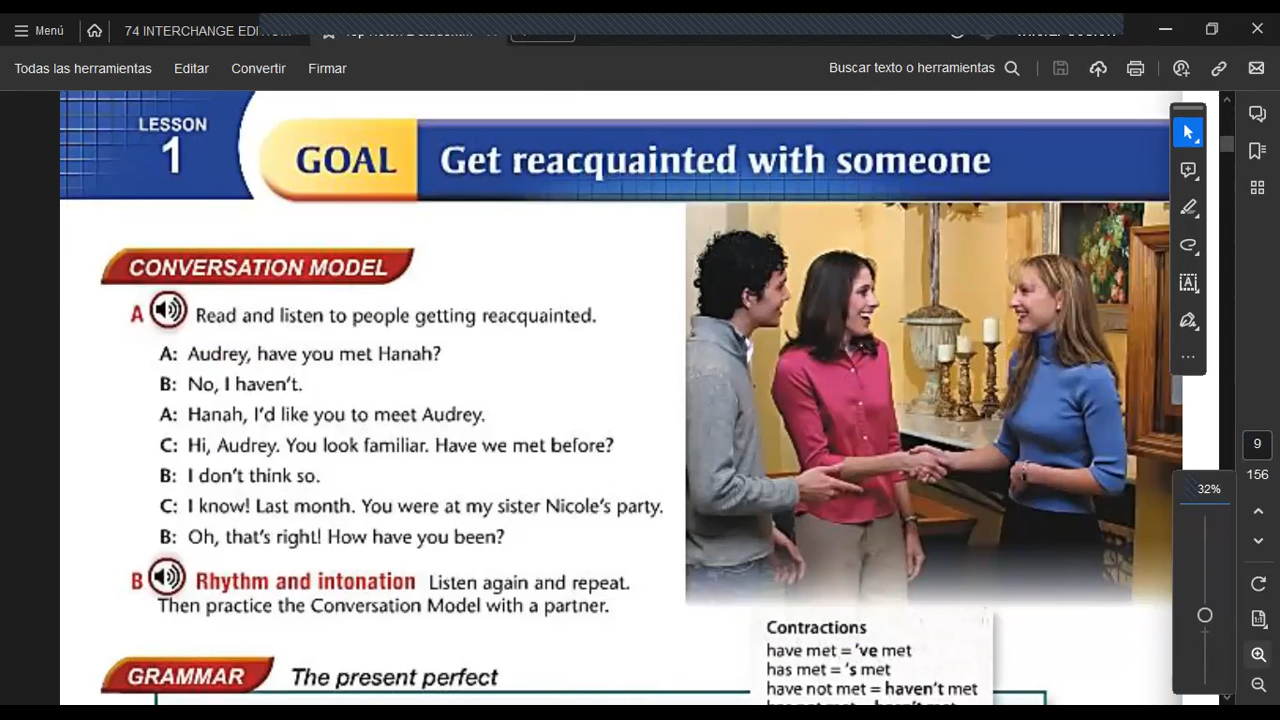 Menú
74 INTERCHANGE EDI
Todas las herramientas
Editar
Convertir
Firmar
Buscar texto o herramientas
LESSON
1
GOAL
Get reacquainted with someone
CONVERSATION MODEL
A Read and listen to people getting reacquainted.
A: Audrey, have you met Hanah?
B: No, I haven't.
A: Hanah, I'd like you to meet Audrey.
C: Hi, Audrey. You look familiar. Have we met before?
B: I don't think so.
C: I know! Last month. You were at my sister Nicole's party.
B: Oh, that's right! How have you been?
B Rhythm and intonation Listen again and repeat.
Then practice the Conversation Model with a partner.
Contractions
have met = 've met
has met = 's met
have not met = haven't met
GRAMMAR The present perfect
9
156
32%